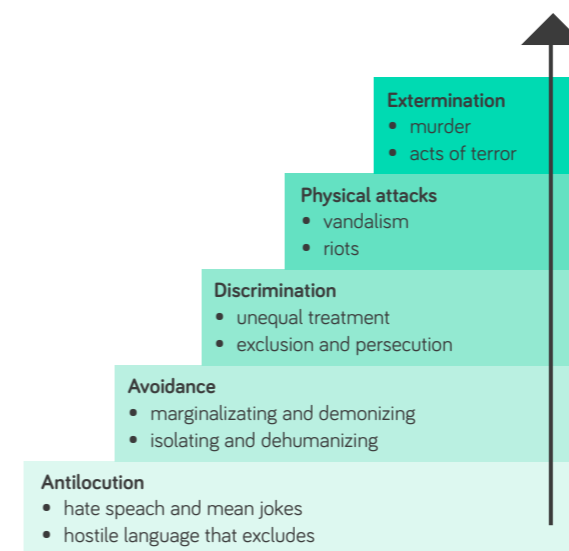 Extermination
• murder
• acts of terror
Physical attacks
• vandalism
• riots
Discrimination
• unequal treatment
• exclusion and persecution
Avoidance
• marginalizating and demonizing
• isolating and dehumanizing
Antilocution
• hate speach and mean jokes
• hostile language that excludes